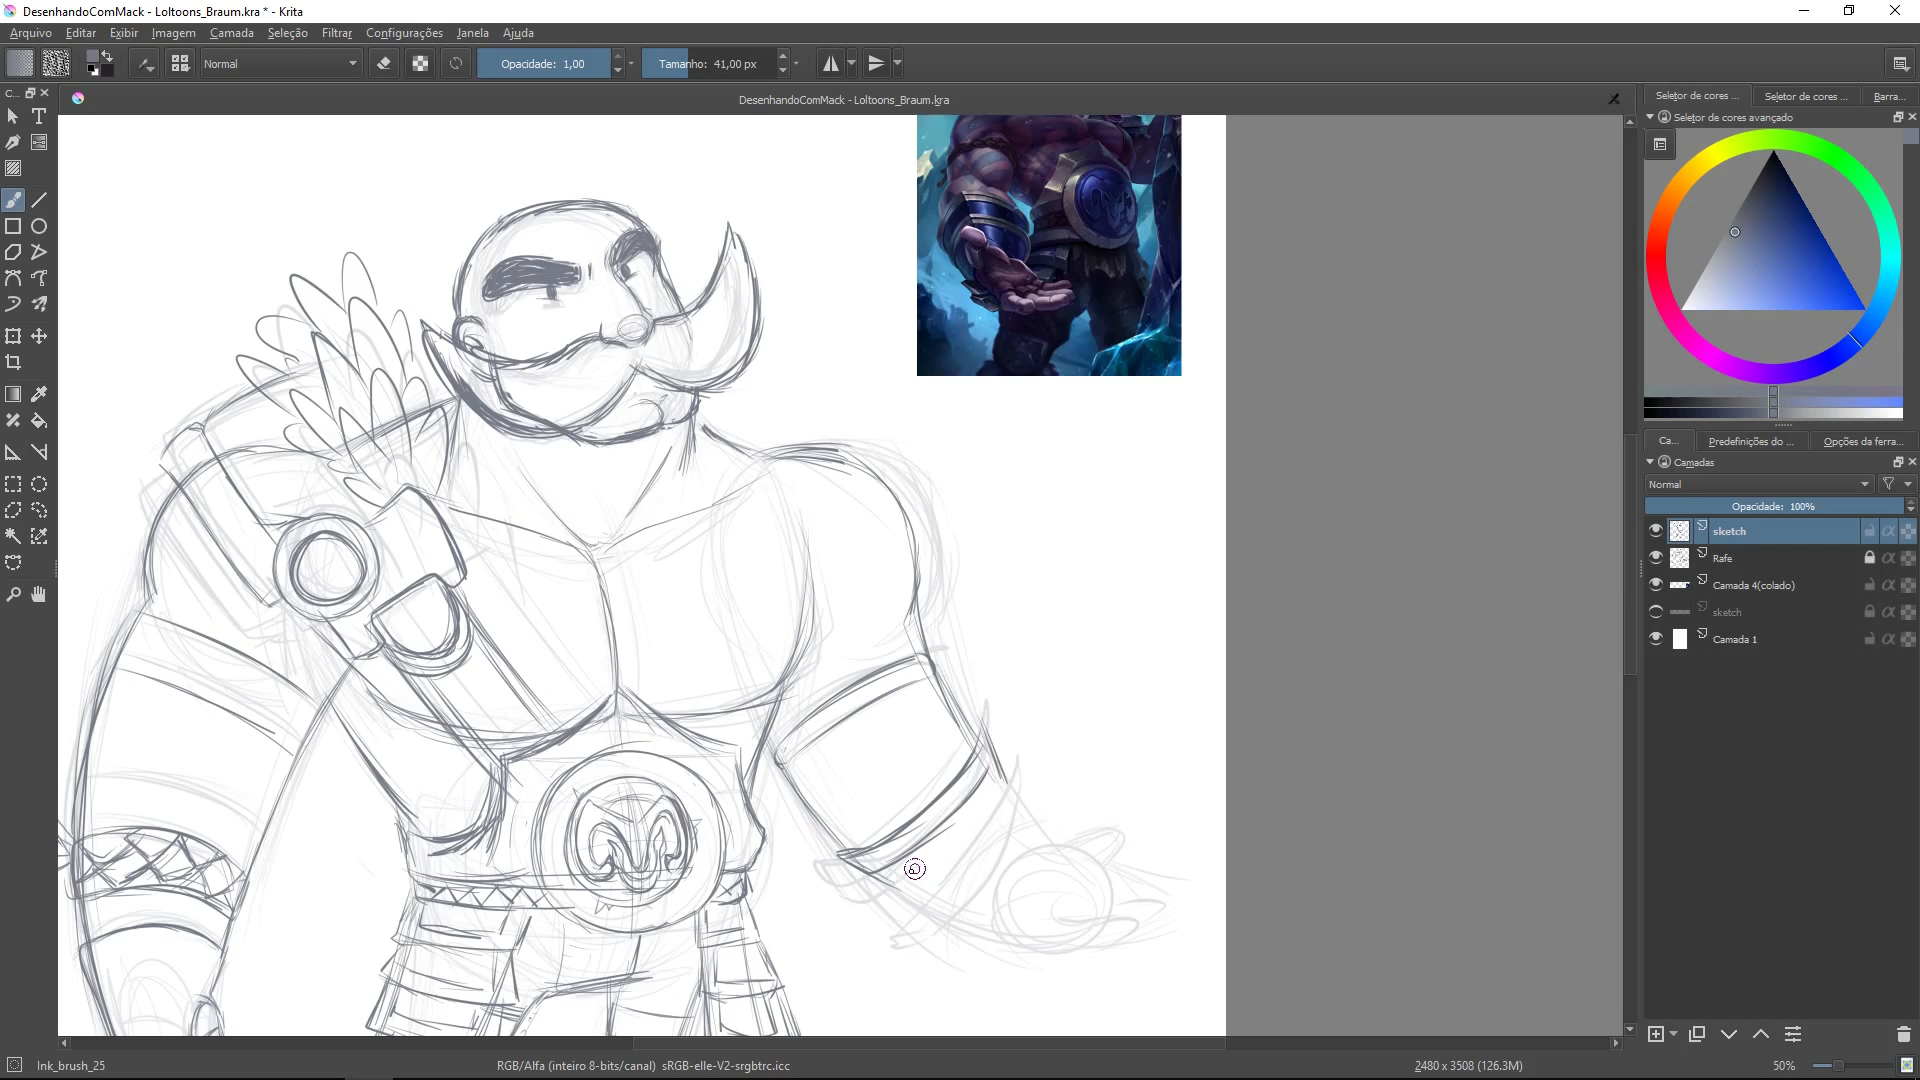 DesenhandoComMack - Loltoons_Braum.kra * - Krita
Arquivo Editar Exibir Imagem Camada Seleção Filtrar Configurações Janela Ajuda
Normal
Opacidade: 1,00
Tamanho: 41,00 px
C...
DesenhandoComMack - Loltoons_Braum.kra
Seletor de cores ...
Seletor de cores ...
Barra...
Seletor de cores avançado
Ca...
Predefinições do ...
Opções da ferra...
Camadas
Normal
Opacidade: 100%
sketch
Rafe
Camada 4(colado)
sketch
Camada 1
Ink_brush_25
RGB/Alfa (inteiro 8-bits/canal) sRGB-elle-V2-srgbtrc.icc
2480 x 3508 (126.3M)
50%